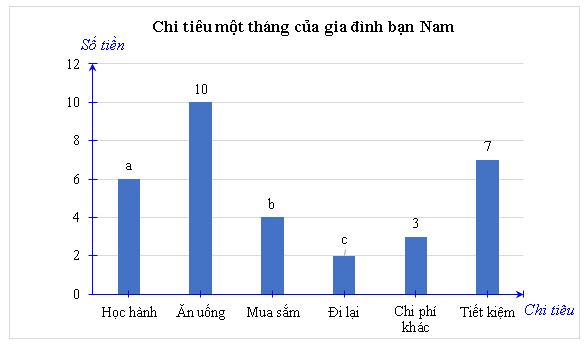 Chi tiêu một tháng của gia đình bạn Nam
Số tiền
12
10
8
6
4
2
0
a
10
b
c
3
7
Học hành
Ăn uống
Mua sắm
Đi lại
Chi phí
khác
Tiết kiệm
Chi tiêu